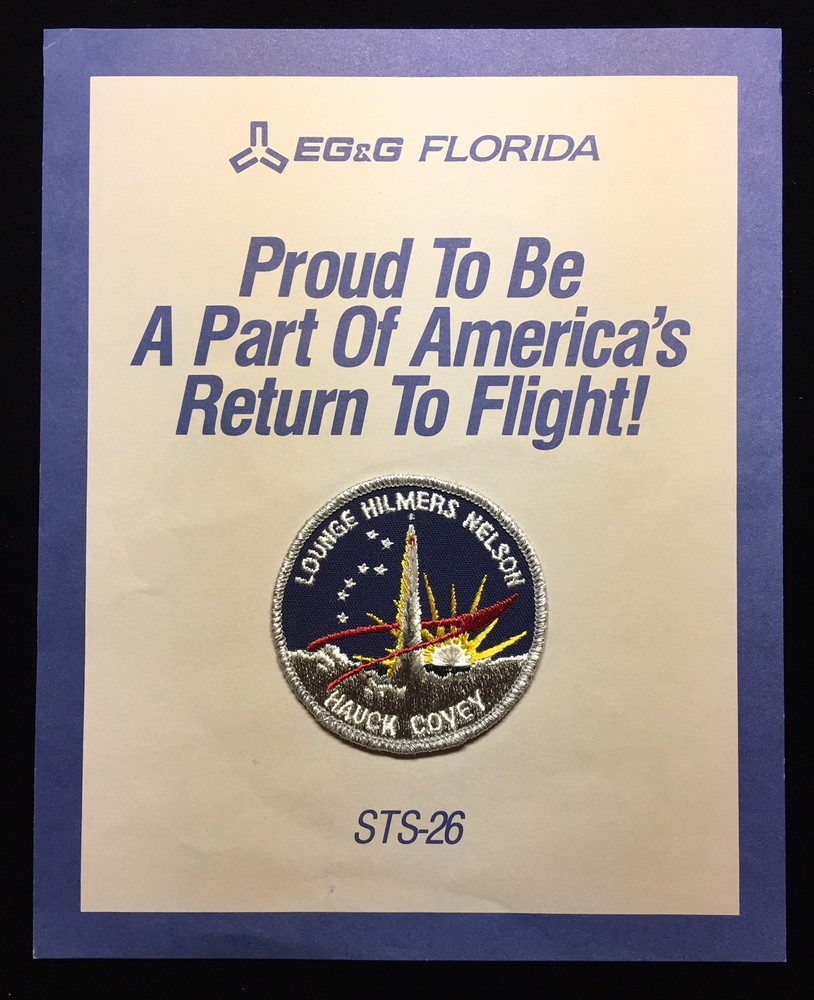 EG&G FLORIDA
Proud To Be
A Part Of America's
Return To Flight!
LOUNGE HILMERS NELSON
HAUCK COVEY
STS-26